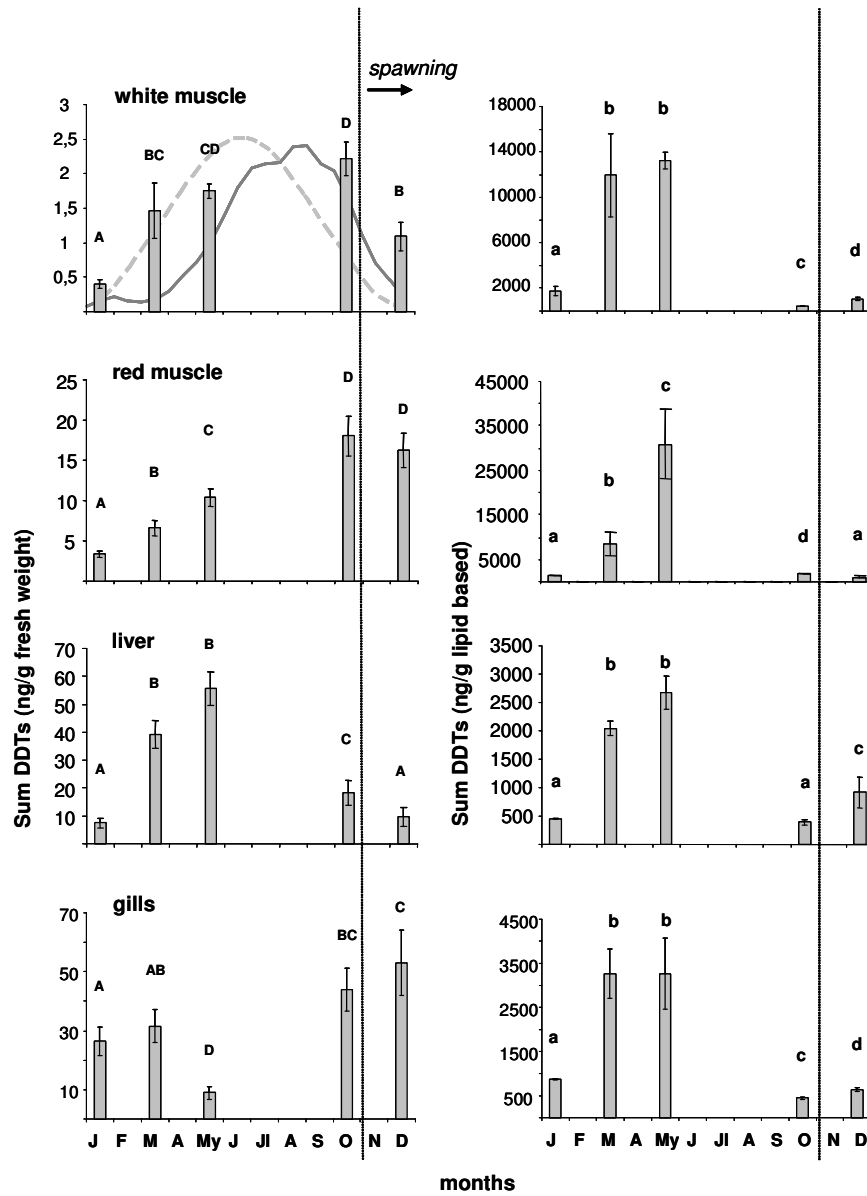 spawning
white muscle
3
2,5
2
1,5
1
0,5
A
BC
CD
D
B
18000
14000
10000
6000
2000
a
b
b
c
d
red muscle
25
20
15
10
5
A
B
C
D
D
45000
35000
25000
15000
5000
a
b
c
d
a
Sum DDTs (ng/g fresh weight)
Sum DDTs (ng/g lipid based)
liver
70
60
50
40
30
20
10
A
B
B
C
A
3500
3000
2500
2000
1500
1000
500
a
b
b
a
c
gills
70
50
30
10
A
AB
D
BC
C
J F M A My J Jl A S O N D
4500
3500
2500
1500
500
a
b
b
c
d
J F M A My J Jl A S O N D
months